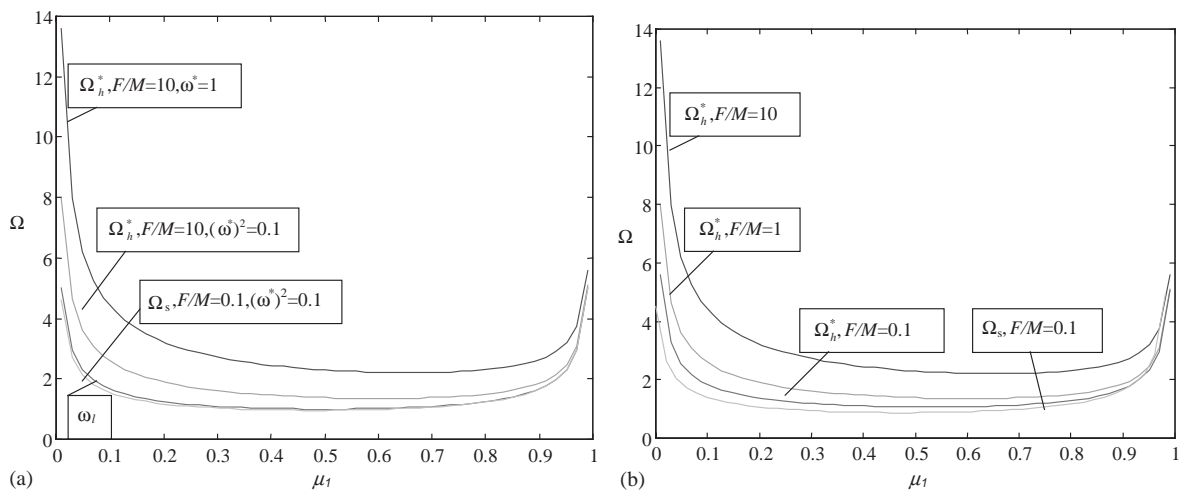 14
12
10
8
6
4
2
0
Ω
Ω*h, F/M=10, ω*=1
Ω*h, F/M=10, (ω*)²=0.1
Ωs, F/M=0.1, (ω*)²=0.1
ωl
0 0.1 0.2 0.3 0.4 0.5 0.6 0.7 0.8 0.9 1
(a)
μ1
14
12
10
8
6
4
2
0
Ω
Ω*h, F/M=10
Ω*h, F/M=1
Ω*h, F/M=0.1
Ωs, F/M=0.1
0 0.1 0.2 0.3 0.4 0.5 0.6 0.7 0.8 0.9 1
(b)
μ1